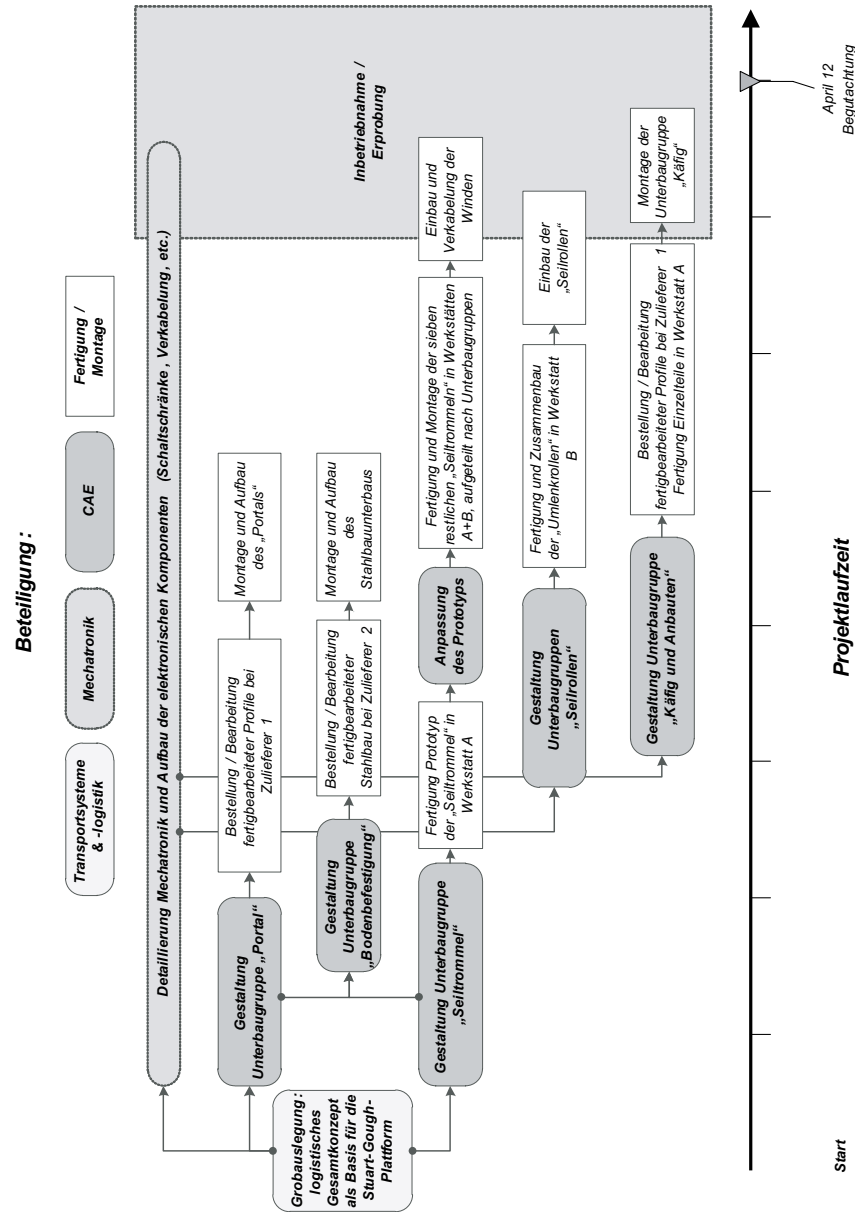 Beteiligung:
Transportsysteme
& -logistik
Mechatronik
CAE
Fertigung /
Montage
Detaillierung Mechatronik und Aufbau der elektronischen Komponenten (Schaltschränke, Verkabelung, etc.)
Grobauslegung:
logistisches
Gesamtkonzept
als Basis für die
Stuart-Gough-
Plattform
Gestaltung
Unterbaugruppe „Portal“
Bestellung / Bearbeitung
fertigbearbeiteter Profile bei
Zulieferer 1
Montage und Aufbau
des „Portals“
Gestaltung
Unterbaugruppe
„Bodenbefestigung“
Bestellung / Bearbeitung
fertigbearbeiteter
Stahlbau bei Zulieferer 2
Montage und Aufbau
des
Stahlbauunterbaus
Gestaltung Unterbaugruppe
„Seiltrommel“
Fertigung Prototyp
der „Seiltrommel“ in
Werkstatt A
Anpassung
des Prototyps
Fertigung und Montage der sieben
restlichen „Seiltrommeln“ in Werkstätten
A+B, aufgeteilt nach Unterbaugruppen
Einbau und
Verkabelung der
Winden
Gestaltung
Unterbaugruppen
„Seilrollen“
Fertigung und Zusammenbau
der „Umlenkrollen“ in Werkstatt
B
Einbau der
„Seilrollen“
Gestaltung Unterbaugruppe
„Käfig und Anbauten“
Bestellung / Bearbeitung
fertigbearbeiteter Profile bei Zulieferer 1
Fertigung Einzelteile in Werkstatt A
Montage der
Unterbaugruppe
„Käfig“
Inbetriebnahme /
Erprobung
April 12
Begutachtung
Start
Projektlaufzeit